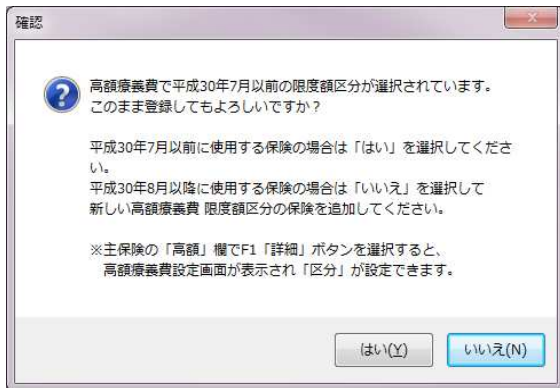 確認
高額療養費で平成30年7月以前の限度額区分が選択されています。
このまま登録してもよろしいですか？
平成30年7月以前に使用する保険の場合は「はい」を選択してくださ
い。
平成30年8月以降に使用する保険の場合は「いいえ」を選択して
新しい高額療養費 限度額区分の保険を追加してください。
※主保険の「高額」欄でF1「詳細」ボタンを選択すると、
高額療養費設定画面が表示され「区分」が設定できます。
はい(Y)
いいえ(N)